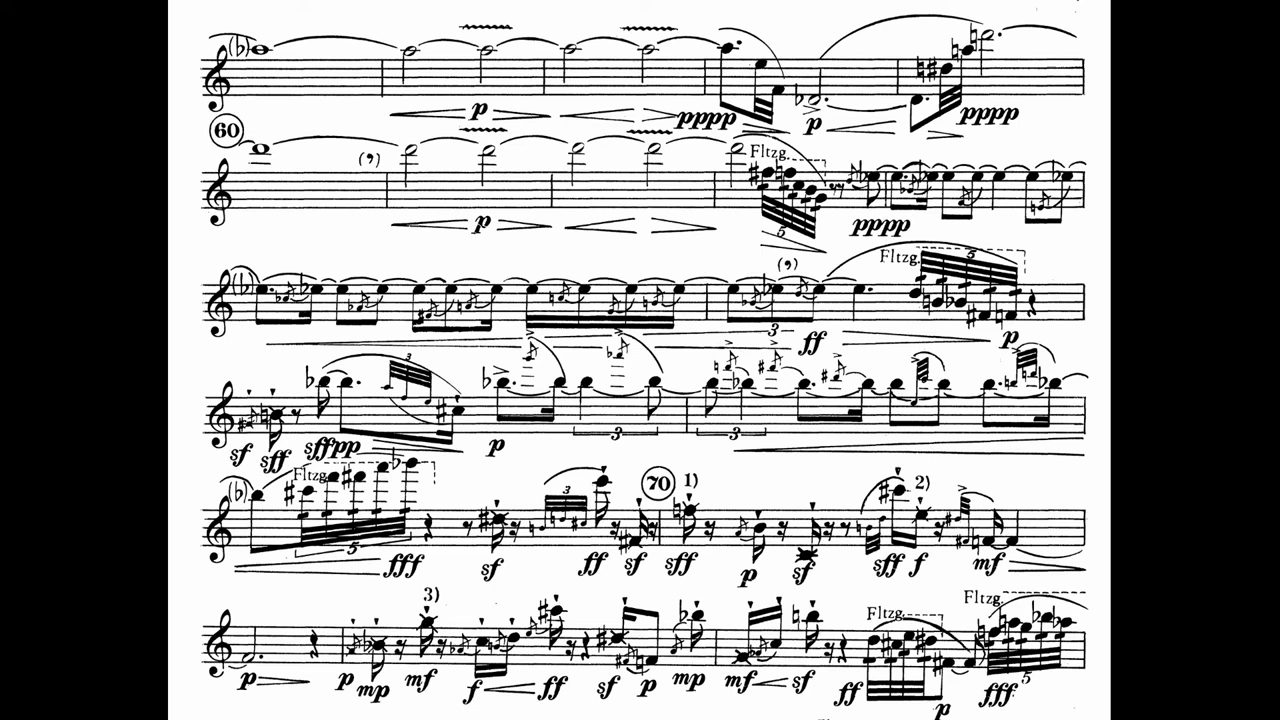 p pppp p pppp
60
(,)
Fltzg.
p 5 pppp
(,)
Fltzg.
5
3 ff p
3
sf sff sffpp p 3 3
Fltzg.
3
70 1) 2)
5 fff sf ff sf sff p sf sff f mf
3)
Fltzg.
Fltzg.
p p mp mf f ff sf p mp mf sf ff p fff 5